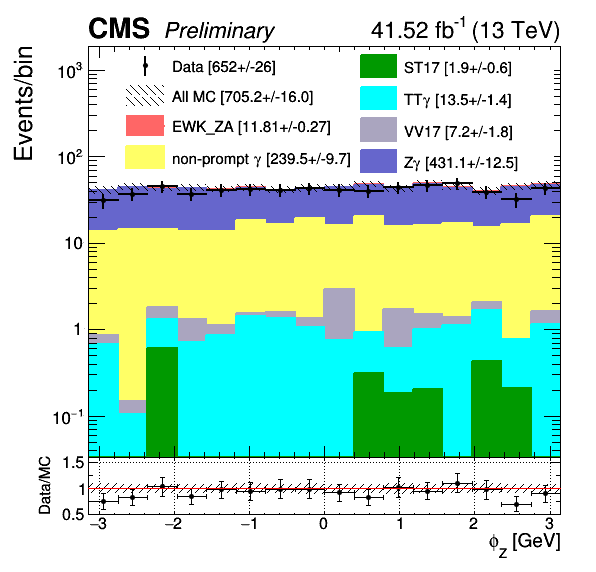 CMS Preliminary 41.52 fb⁻¹ (13 TeV)
Events/bin
Data [652+/-26]
All MC [705.2+/-16.0]
EWK_ZA [11.81+/-0.27]
non-prompt γ [239.5+/-9.7]
ST17 [1.9+/-0.6]
TTγ [13.5+/-1.4]
VV17 [7.2+/-1.8]
Zγ [431.1+/-12.5]
10³
10²
10
1
10⁻¹
Data/MC
1.5
1
0.5
−3 −2 −1 0 1 2 3
ϕ_Z [GeV]